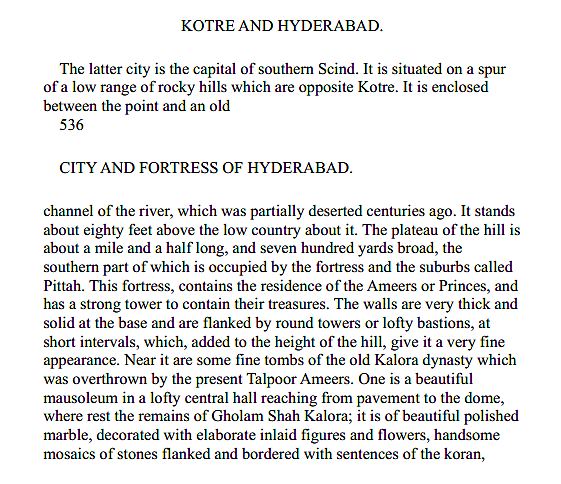 KOTRE AND HYDERABAD.
The latter city is the capital of southern Scind. It is situated on a spur
of a low range of rocky hills which are opposite Kotre. It is enclosed
between the point and an old
536
CITY AND FORTRESS OF HYDERABAD.
channel of the river, which was partially deserted centuries ago. It stands
about eighty feet above the low country about it. The plateau of the hill is
about a mile and a half long, and seven hundred yards broad, the
southern part of which is occupied by the fortress and the suburbs called
Pittah. This fortress, contains the residence of the Ameers or Princes, and
has a strong tower to contain their treasures. The walls are very thick and
solid at the base and are flanked by round towers or lofty bastions, at
short intervals, which, added to the height of the hill, give it a very fine
appearance. Near it are some fine tombs of the old Kalora dynasty which
was overthrown by the present Talpoor Ameers. One is a beautiful
mausoleum in a lofty central hall reaching from pavement to the dome,
where rest the remains of Gholam Shah Kalora; it is of beautiful polished
marble, decorated with elaborate inlaid figures and flowers, handsome
mosaics of stones flanked and bordered with sentences of the koran,